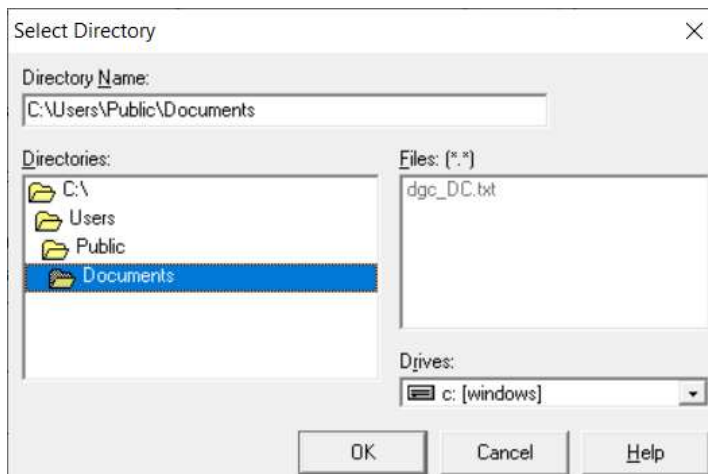 Select Directory
Directory Name:
C:\Users\Public\Documents
Directories:
C:\
Users
Public
Documents
Files: (*.*)
dgc_DC.txt
Drives:
c: [windows]
OK
Cancel
Help